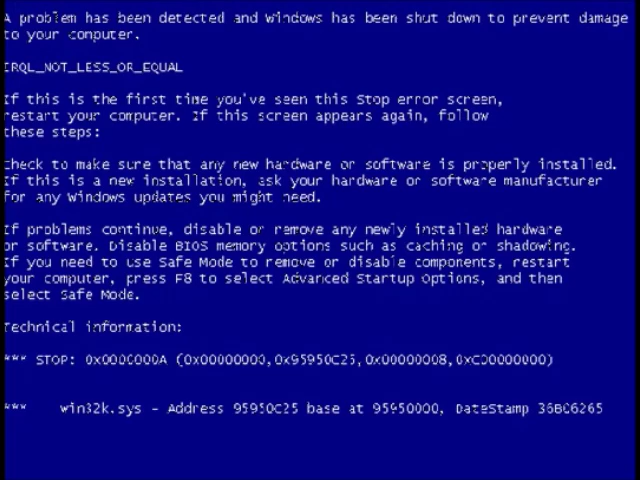 A problem has been detected and Windows has been shut down to prevent damage
to your computer.
IRQL_NOT_LESS_OR_EQUAL
If this is the first time you've seen this Stop error screen,
restart your computer. If this screen appears again, follow
these steps:
Check to make sure that any new hardware or software is properly installed.
If this is a new installation, ask your hardware or software manufacturer
for any Windows updates you might need.
If problems continue, disable or remove any newly installed hardware
or software. Disable BIOS memory options such as caching or shadowing.
If you need to use Safe Mode to remove or disable components, restart
your computer, press F8 to select Advanced Startup Options, and then
select Safe Mode.
Technical information:
*** STOP: 0x0000000A (0x00000000,0x95950C25,0x00000008,0xC00000000)
*** win32k.sys - Address 95950C25 base at 95950000, DateStamp 36B06265